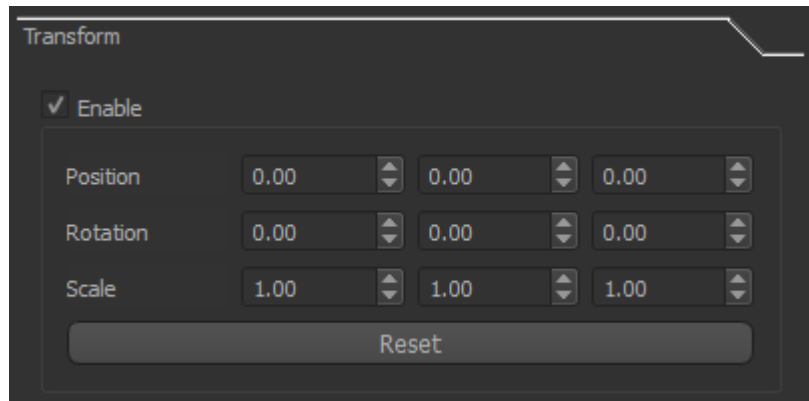 Transform
Enable
Position 0.00 0.00 0.00
Rotation 0.00 0.00 0.00
Scale 1.00 1.00 1.00
Reset